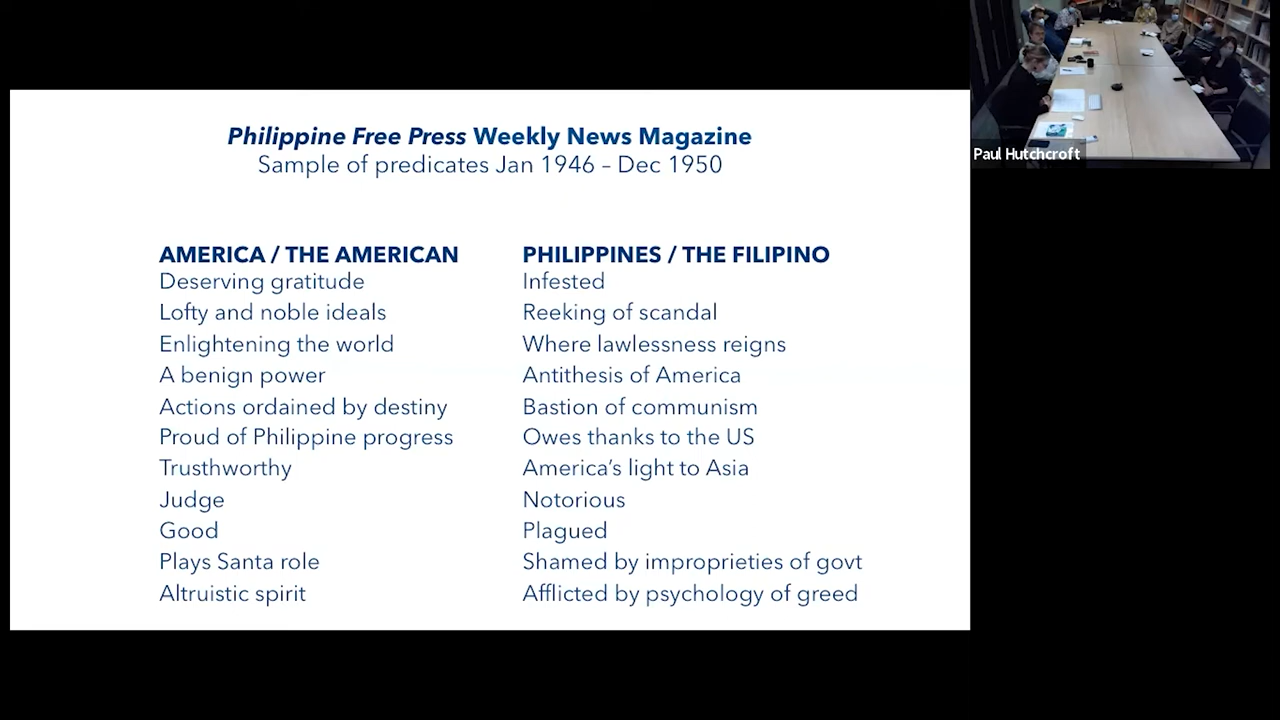 Philippine Free Press Weekly News Magazine
Sample of predicates Jan 1946 – Dec 1950
AMERICA / THE AMERICAN
Deserving gratitude
Lofty and noble ideals
Enlightening the world
A benign power
Actions ordained by destiny
Proud of Philippine progress
Trusthworthy
Judge
Good
Plays Santa role
Altruistic spirit
PHILIPPINES / THE FILIPINO
Infested
Reeking of scandal
Where lawlessness reigns
Antithesis of America
Bastion of communism
Owes thanks to the US
America’s light to Asia
Notorious
Plagued
Shamed by improprieties of govt
Afflicted by psychology of greed
Paul Hutchcroft